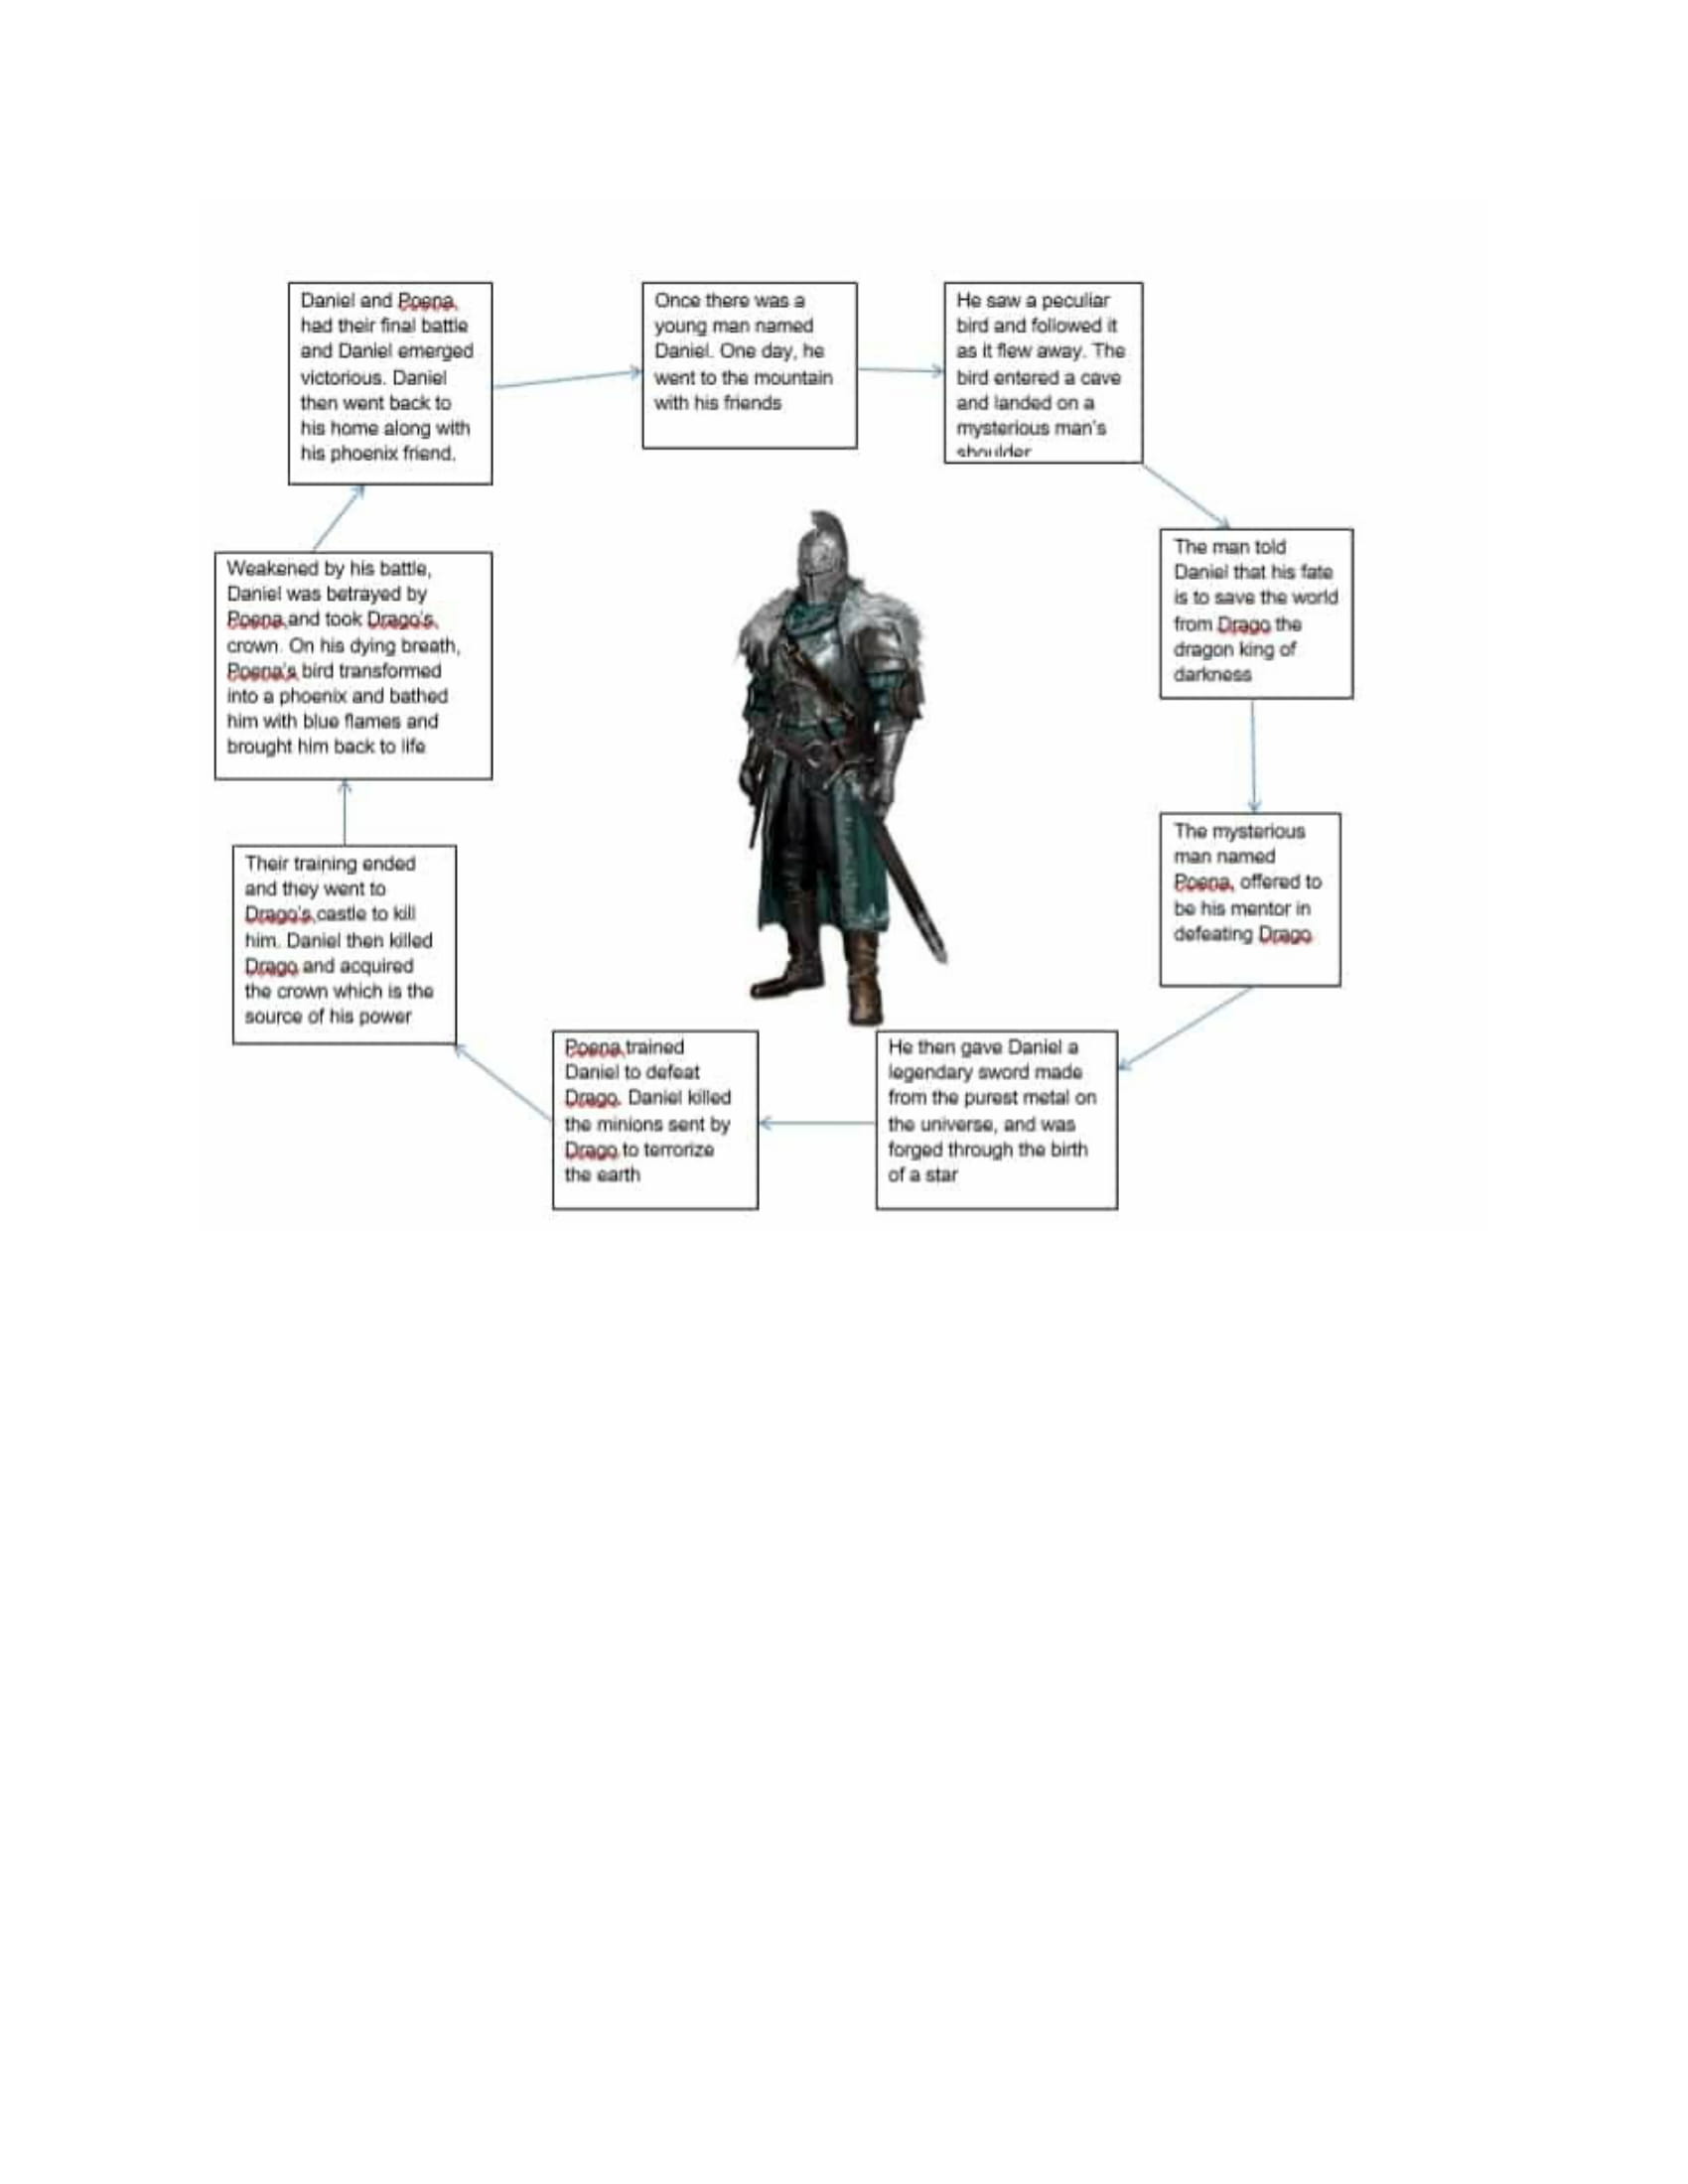 Once there was a
young man named
Daniel. One day, he
went to the mountain
with his friends
He saw a peculiar
bird and followed it
as it flew away. The
bird entered a cave
and landed on a
mysterious man's
shoulder
The man told
Daniel that his fate
is to save the world
from Drago the
dragon king of
darkness
The mysterious
man named
Poena, offered to
be his mentor in
defeating Drago
He then gave Daniel a
legendary sword made
from the purest metal on
the universe, and was
forged through the birth
of a star
Poena trained
Daniel to defeat
Drago. Daniel killed
the minions sent by
Drago to terrorize
the earth
Their training ended
and they went to
Drago's castle to kill
him. Daniel then killed
Drago and acquired
the crown which is the
source of his power
Weakened by his battle,
Daniel was betrayed by
Poena and took Drago's
crown. On his dying breath,
Poena's bird transformed
into a phoenix and bathed
him with blue flames and
brought him back to life
Daniel and Poena
had their final battle
and Daniel emerged
victorious. Daniel
then went back to
his home along with
his phoenix friend.